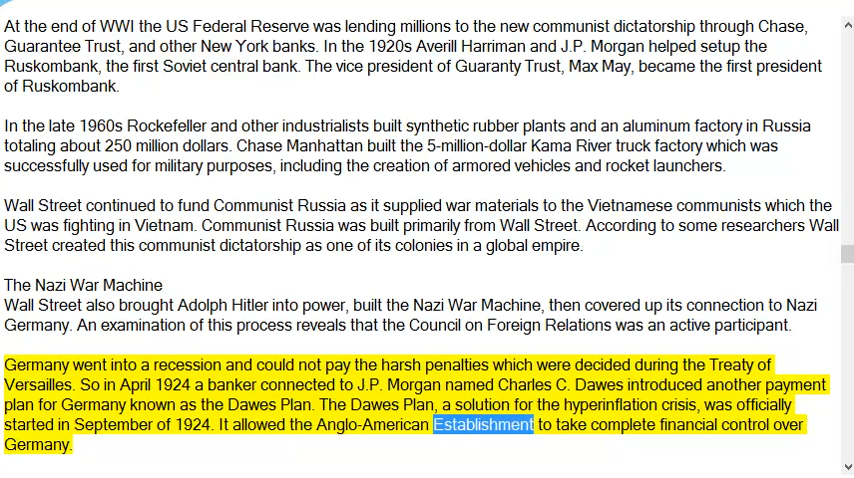 At the end of WWI the US Federal Reserve was lending millions to the new communist dictatorship through Chase,
Guarantee Trust, and other New York banks. In the 1920s Averill Harriman and J.P. Morgan helped setup the
Ruskombank, the first Soviet central bank. The vice president of Guaranty Trust, Max May, became the first president
of Ruskombank.
In the late 1960s Rockefeller and other industrialists built synthetic rubber plants and an aluminum factory in Russia
totaling about 250 million dollars. Chase Manhattan built the 5-million-dollar Kama River truck factory which was
successfully used for military purposes, including the creation of armored vehicles and rocket launchers.
Wall Street continued to fund Communist Russia as it supplied war materials to the Vietnamese communists which the
US was fighting in Vietnam. Communist Russia was built primarily from Wall Street. According to some researchers Wall
Street created this communist dictatorship as one of its colonies in a global empire.
The Nazi War Machine
Wall Street also brought Adolph Hitler into power, built the Nazi War Machine, then covered up its connection to Nazi
Germany. An examination of this process reveals that the Council on Foreign Relations was an active participant.
Germany went into a recession and could not pay the harsh penalties which were decided during the Treaty of
Versailles. So in April 1924 a banker connected to J.P. Morgan named Charles C. Dawes introduced another payment
plan for Germany known as the Dawes Plan. The Dawes Plan, a solution for the hyperinflation crisis, was officially
started in September of 1924. It allowed the Anglo-American Establishment to take complete financial control over
Germany.